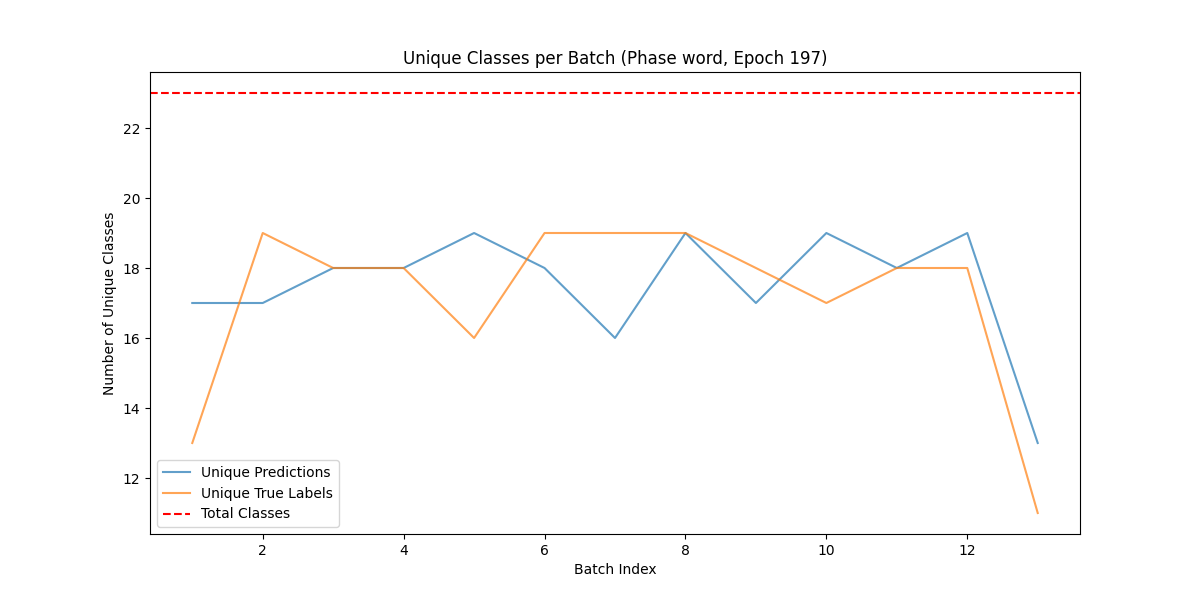 Unique Classes per Batch (Phase word, Epoch 197)
Number of Unique Classes
22
20
18
16
14
12
Unique Predictions
Unique True Labels
Total Classes
2 4 6 8 10 12
Batch Index